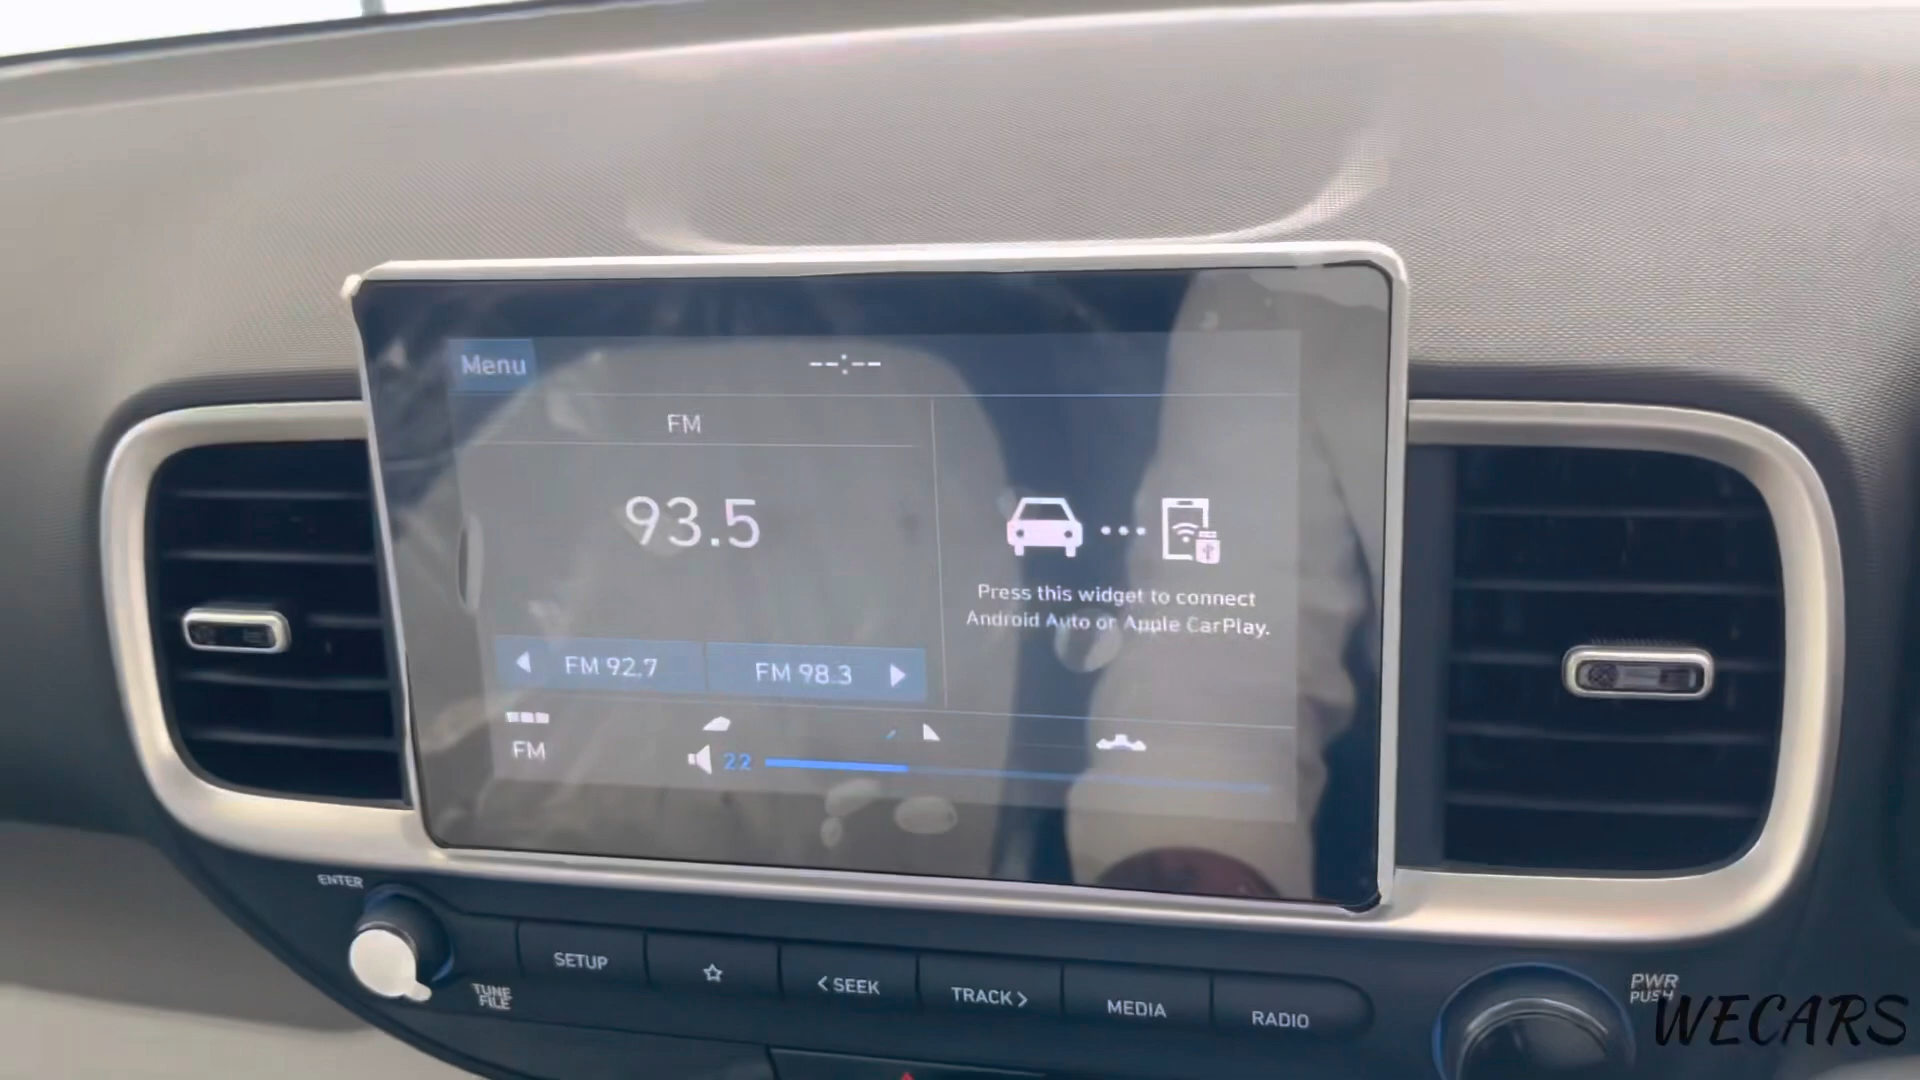 Menu
--:--
FM
93.5
Press this widget to connect
Android Auto or Apple CarPlay.
FM 92.7
FM 98.3
FM
22
ENTER
TUNE
FILE
SETUP
< SEEK
TRACK >
MEDIA
RADIO
PWR
PUSH
WECARS